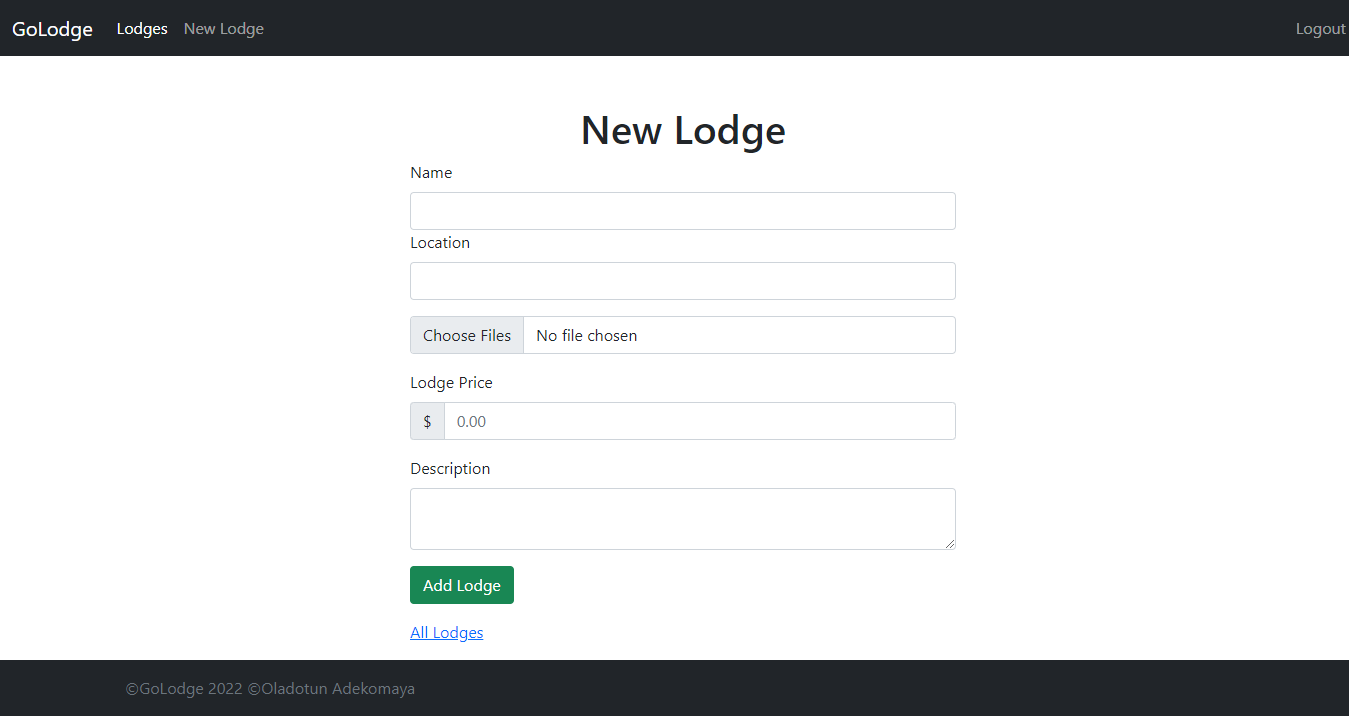 GoLodge Lodges New Lodge Logout
New Lodge
Name
Location
Choose Files No file chosen
Lodge Price
$ 0.00
Description
Add Lodge
All Lodges
©GoLodge 2022 ©Oladotun Adekomaya